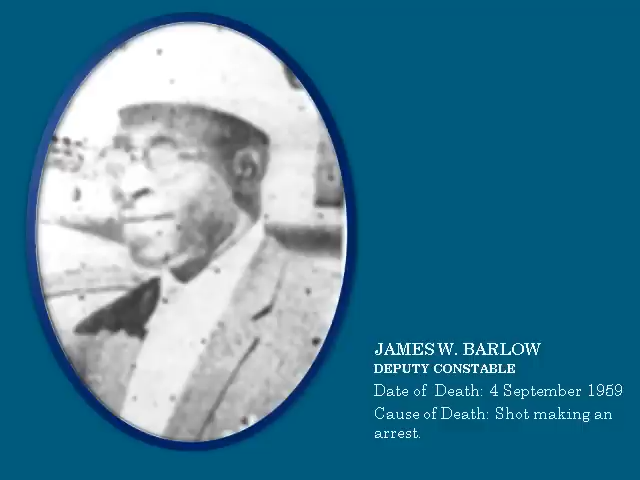 JAMES W. BARLOW
DEPUTY CONSTABLE
Date of Death: 4 September 1959
Cause of Death: Shot making an
arrest.